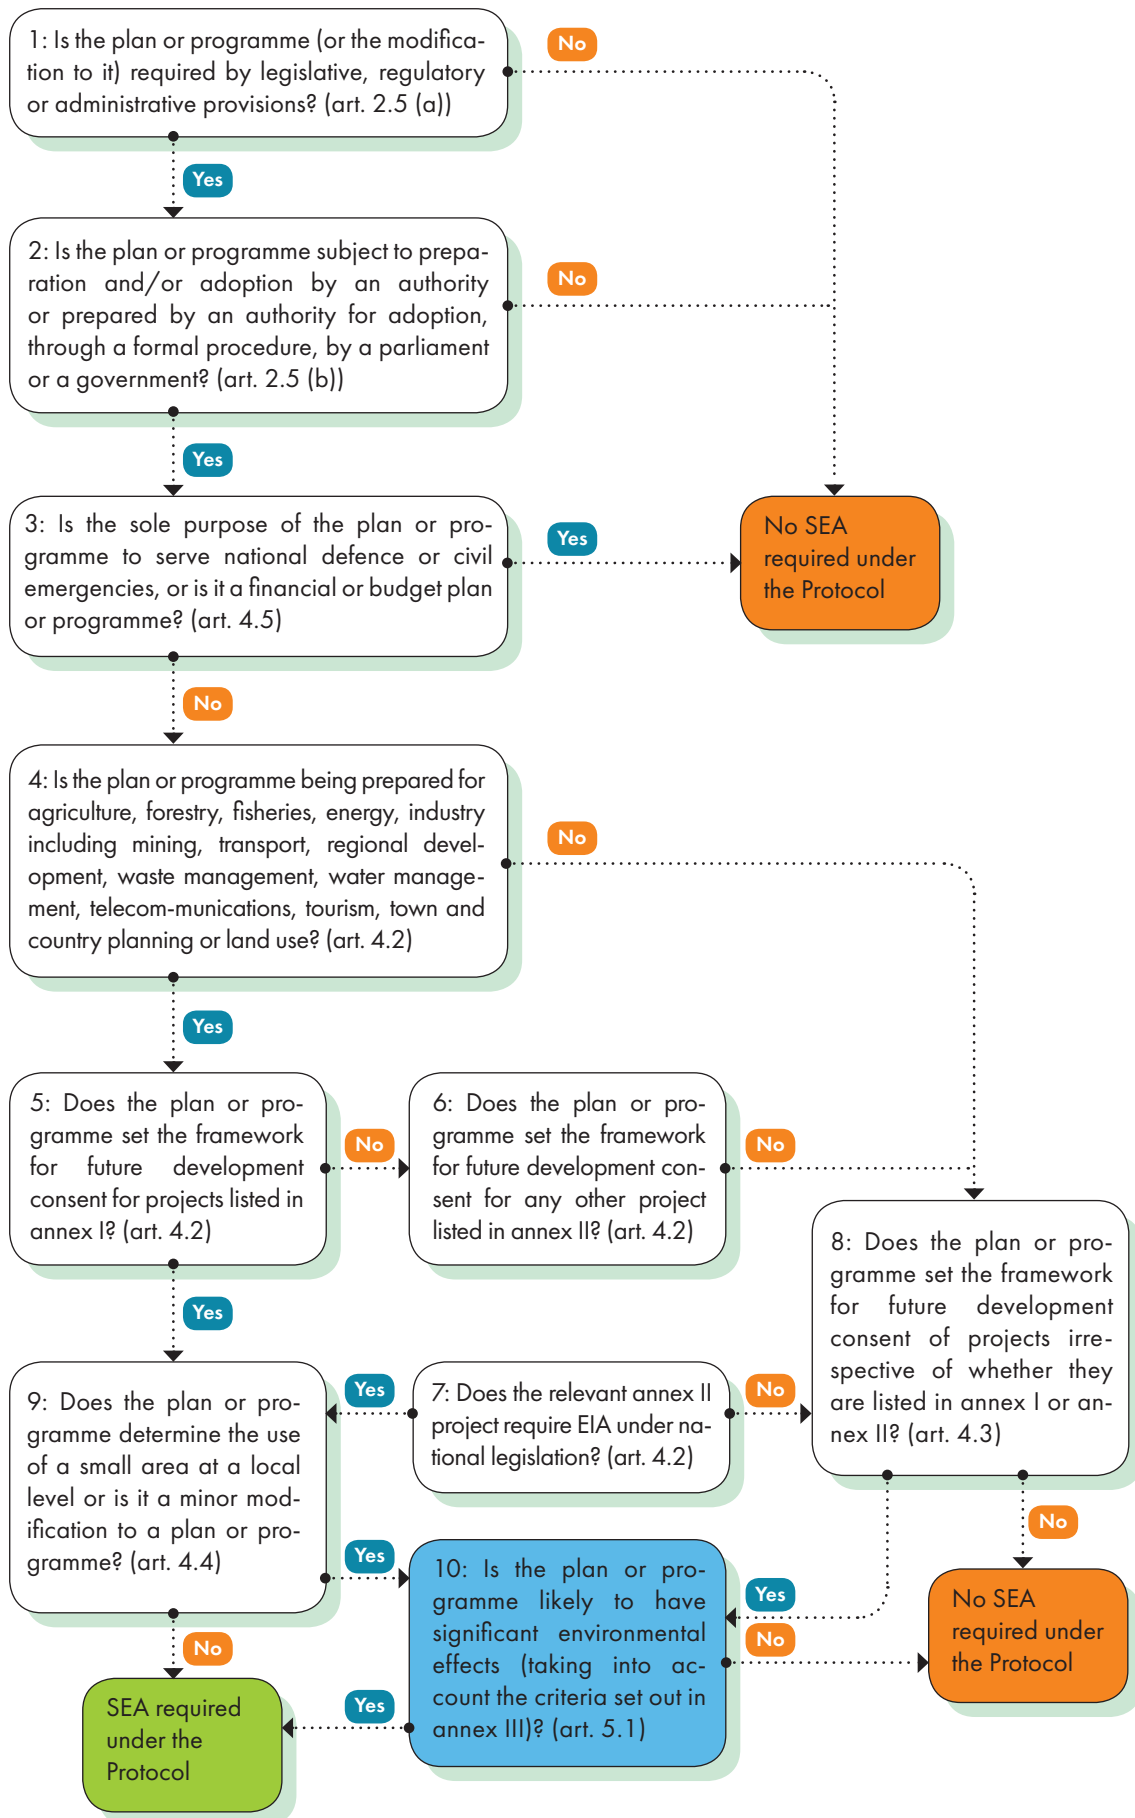 1: Is the plan or programme (or the modifica-
tion to it) required by legislative, regulatory
or administrative provisions? (art. 2.5 (a))
No
Yes
2: Is the plan or programme subject to prepa-
ration and/or adoption by an authority
or prepared by an authority for adoption,
through a formal procedure, by a parliament
or a government? (art. 2.5 (b))
No
Yes
3: Is the sole purpose of the plan or pro-
gramme to serve national defence or civil
emergencies, or is it a financial or budget plan
or programme? (art. 4.5)
Yes
No SEA
required under
the Protocol
No
4: Is the plan or programme being prepared for
agriculture, forestry, fisheries, energy, industry
including mining, transport, regional devel-
opment, waste management, water manage-
ment, telecom-munications, tourism, town and
country planning or land use? (art. 4.2)
No
Yes
5: Does the plan or pro-
gramme set the framework
for future development
consent for projects listed in
annex I? (art. 4.2)
No
6: Does the plan or pro-
gramme set the framework
for future development con-
sent for any other project
listed in annex II? (art. 4.2)
No
Yes
8: Does the plan or pro-
gramme set the framework
for future development
consent of projects irre-
spective of whether they
are listed in annex I or an-
nex II? (art. 4.3)
9: Does the plan or pro-
gramme determine the use
of a small area at a local
level or is it a minor mod-
ification to a plan or pro-
gramme? (art. 4.4)
Yes
7: Does the relevant annex II
project require EIA under na-
tional legislation? (art. 4.2)
No
No
Yes
10: Is the plan or pro-
gramme likely to have
significant environmental
effects (taking into ac-
count the criteria set out in
annex III)? (art. 5.1)
Yes
No
No SEA
required under
the Protocol
No
Yes
SEA required
under the
Protocol